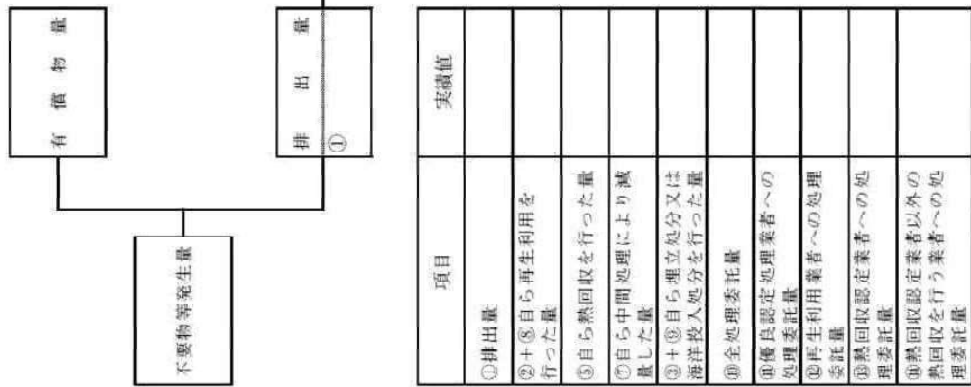 有償物量
不要物等発生量
排出量
①
項目
実績値
①排出量
②+⑧自ら再生利用を
行った量
⑤自ら熱回収を行った量
⑦自ら中間処理により減
量した量
③+⑨自ら埋立処分又は
海洋投入処分を行った量
⑩全処理委託量
⑪優良認定処理業者への
処理委託量
⑫再生利用業者への処理
委託量
⑬熱回収認定業者への処
理委託量
⑭熱回収認定業者以外の
熱回収を行う業者への処
理委託量